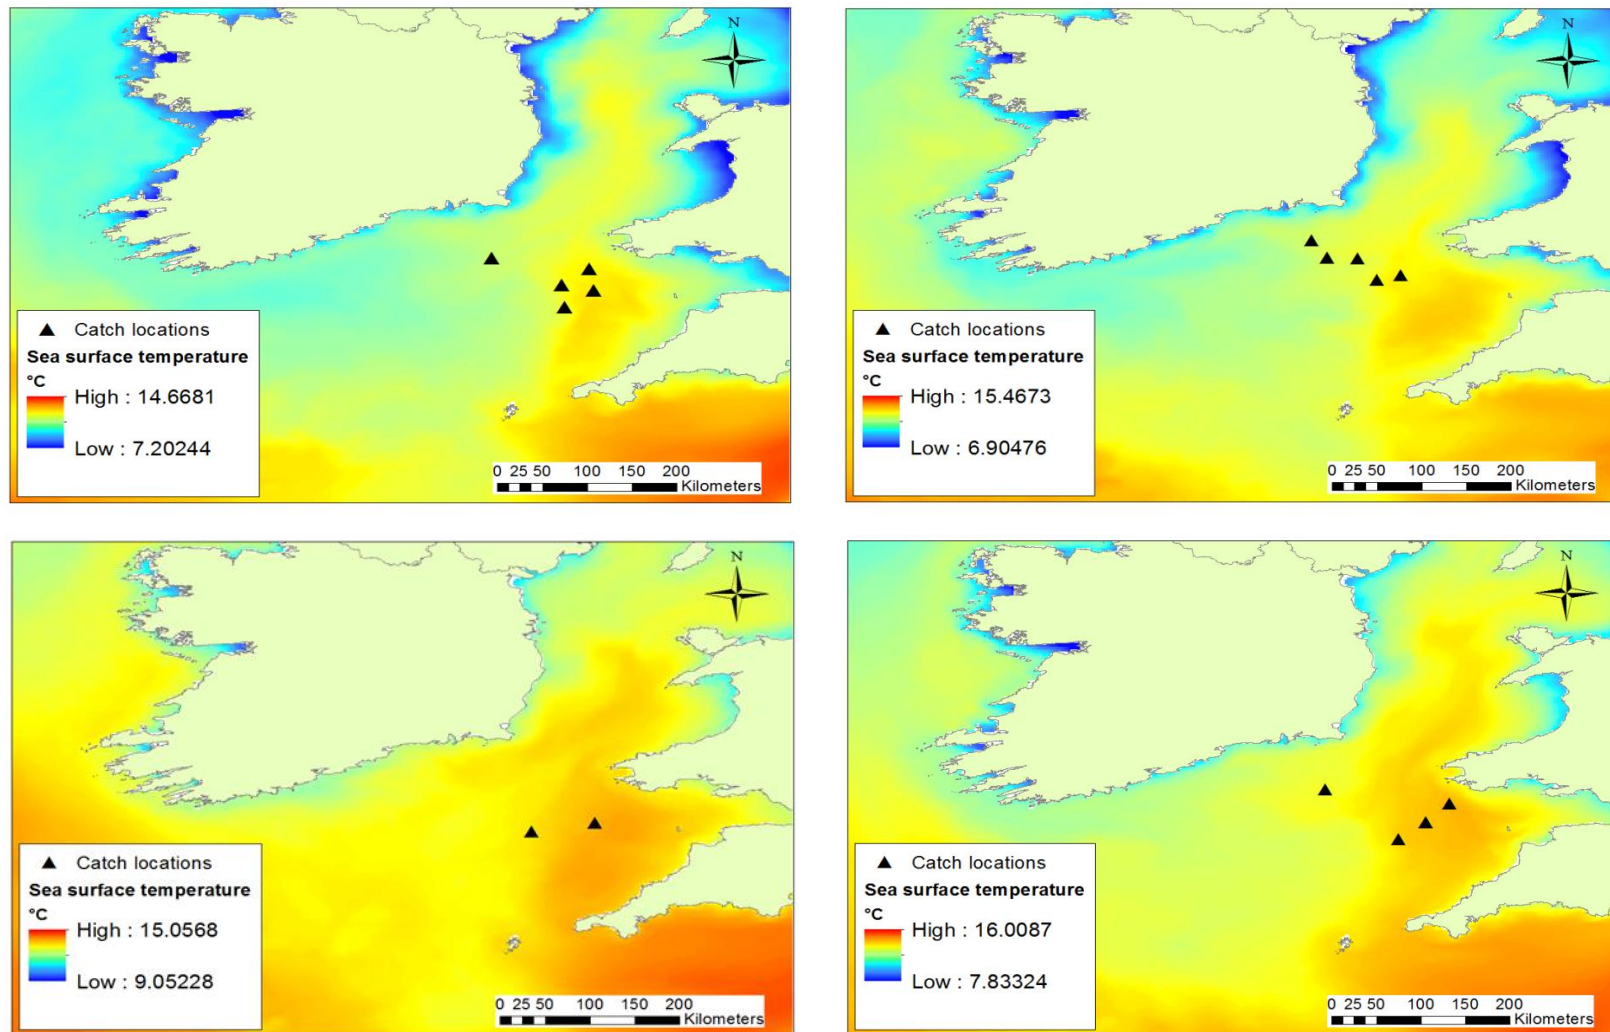 N
▲ Catch locations
Sea surface temperature
°C
High : 14.6681
Low : 7.20244
0 25 50 100 150 200
Kilometers
N
▲ Catch locations
Sea surface temperature
°C
High : 15.4673
Low : 6.90476
0 25 50 100 150 200
Kilometers
N
▲ Catch locations
Sea surface temperature
°C
High : 15.0568
Low : 9.05228
0 25 50 100 150 200
Kilometers
N
▲ Catch locations
Sea surface temperature
°C
High : 16.0087
Low : 7.83324
0 25 50 100 150 200
Kilometers